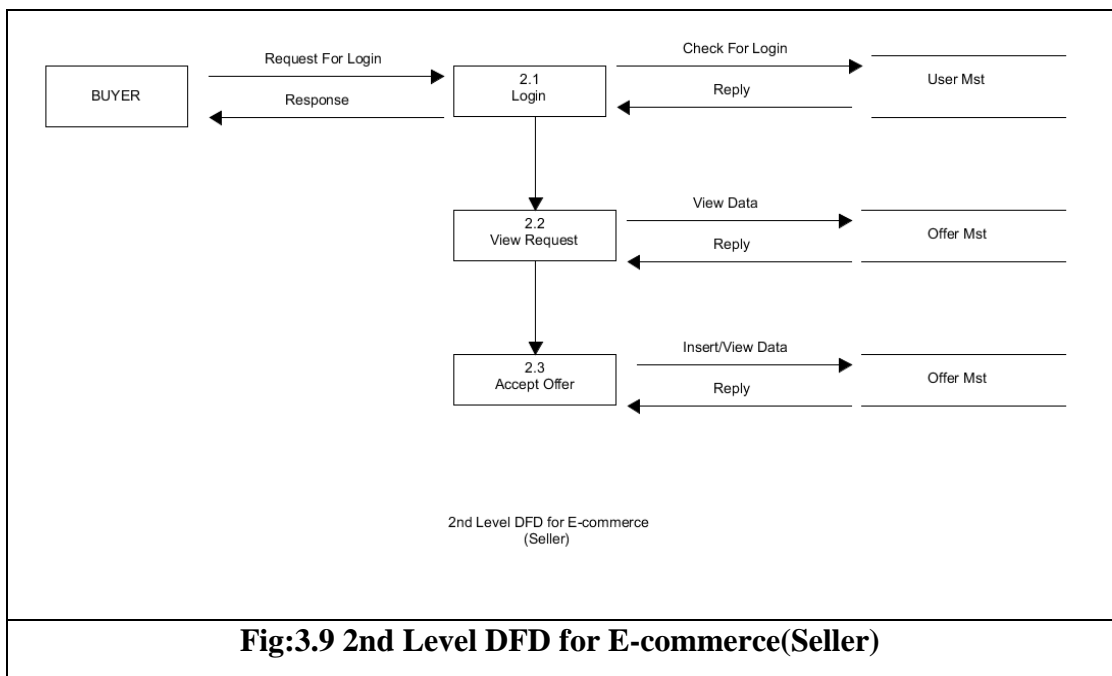 Request For Login
Check For Login
BUYER
2.1
Login
User Mst
Response
Reply
View Data
2.2
View Request
Offer Mst
Reply
Insert/View Data
2.3
Accept Offer
Offer Mst
Reply
2nd Level DFD for E-commerce
(Seller)
Fig:3.9 2nd Level DFD for E-commerce(Seller)